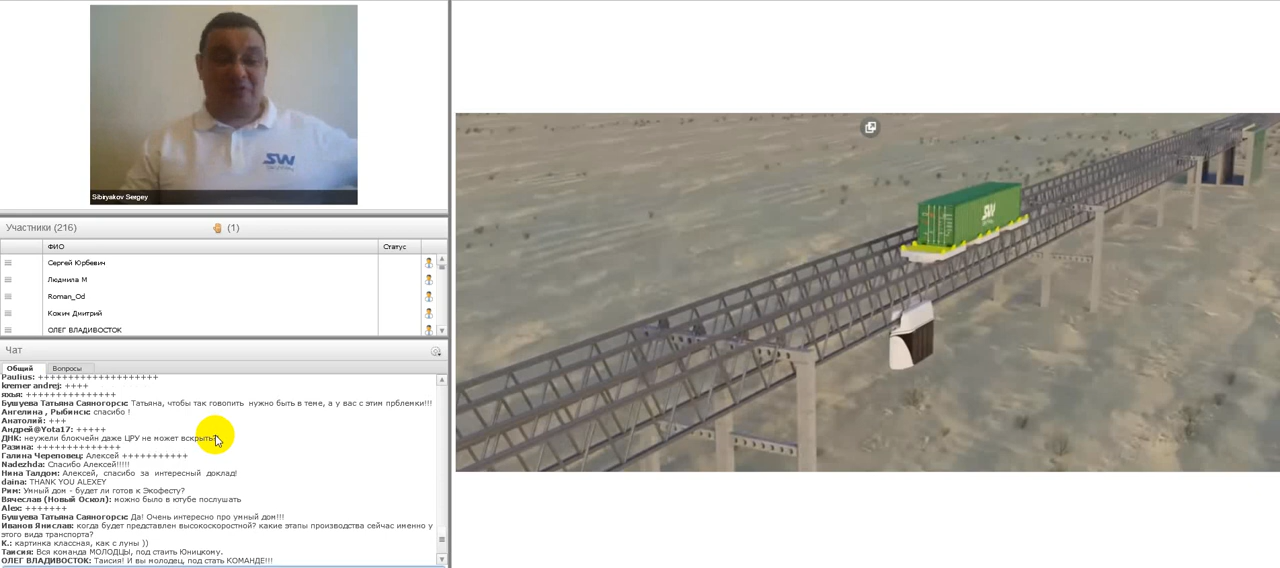 SW
Sibiryakov Sergey
Участники (216)
(1)
ФИО
Статус
Сергей Юрбевич
Людмила М
Roman_Od
Кожич Дмитрий
ОЛЕГ ВЛАДИВОСТОК
Чат
Общий
Вопросы
Paulius: ++++++++++++++++++++
kremer andrej: ++++
яхья: +++++++++++++++
Бушуева Татьяна Саяногорск: Татьяна, чтобы так говопить нужно быть в теме, а у вас с этим прблемки!!!
Ангелина , Рыбинск: спасибо !
Анатолий: +++
Андрей@Yota17: +++++
ДНК: неужели блокчейн даже ЦРУ не может вскрыть?
Разина: ++++++++++++++
Галина Череповец: Алексей +++++++++++
Nadezhda: Спасибо Алексей!!!!!
Нина Талдом: Алексей, спасибо за интересный доклад!
daina: THANK YOU ALEXEY
Рим: Умный дом - будет ли готов к Экофесту?
Вячеслав (Новый Оскол): можно было в ютубе послушать
Alex: +++++++
Бушуева Татьяна Саяногорск: Да! Очень интересно про умный дом!!!
Иванов Янислав: когда будет представлен высокоскоростной? какие этапы производства сейчас именно у
этого вида транспорта?
К.: картинка классная, как с луны ))
Таисия: Вся команда МОЛОДЦЫ, под стаить Юницкому.
ОЛЕГ ВЛАДИВОСТОК: Таисия! И вы молодец, под стать КОМАНДЕ!!!
SW